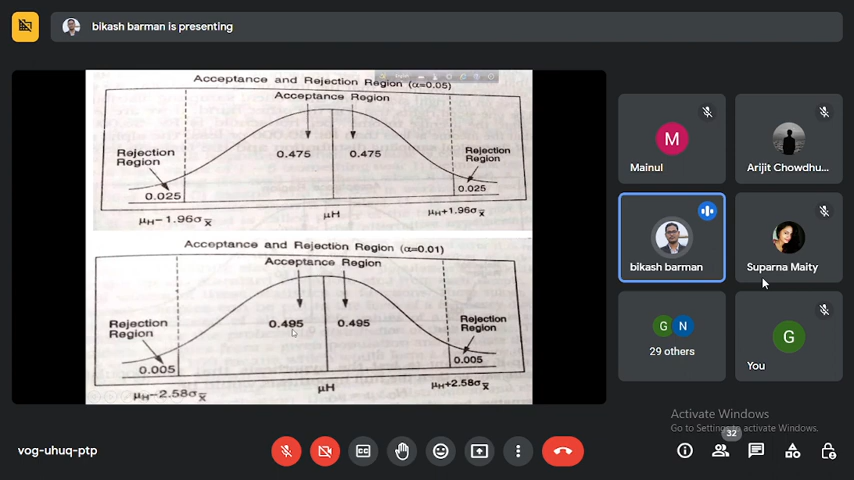 bikash barman is presenting
Acceptance and Rejection Region (α=0.05)
Acceptance Region
Rejection
Region
0.475
0.475
Rejection
Region
0.025
0.025
μH−1.96σx̅
μH
μH+1.96σx̅
Acceptance and Rejection Region (α=0.01)
Acceptance Region
Rejection
Region
0.495
0.495
Rejection
Region
0.005
0.005
μH−2.58σx̅
μH
μH+2.58σx̅
M
Mainul
Arijit Chowdhu...
bikash barman
Suparna Maity
G
N
29 others
G
You
Activate Windows
Go to Settings to activate Windows.
vog-uhuq-ptp
32